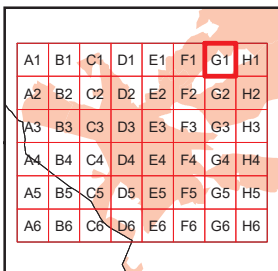 A1 B1 C1 D1 E1 F1 G1 H1
A2 B2 C2 D2 E2 F2 G2 H2
A3 B3 C3 D3 E3 F3 G3 H3
A4 B4 C4 D4 E4 F4 G4 H4
A5 B5 C5 D5 E5 F5 G5 H5
A6 B6 C6 D6 E6 F6 G6 H6